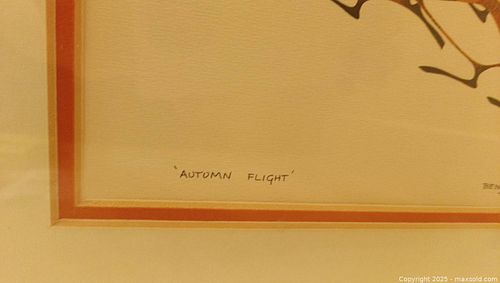 'AUTUMN FLIGHT'
Copyright 2025 - maxsold.com